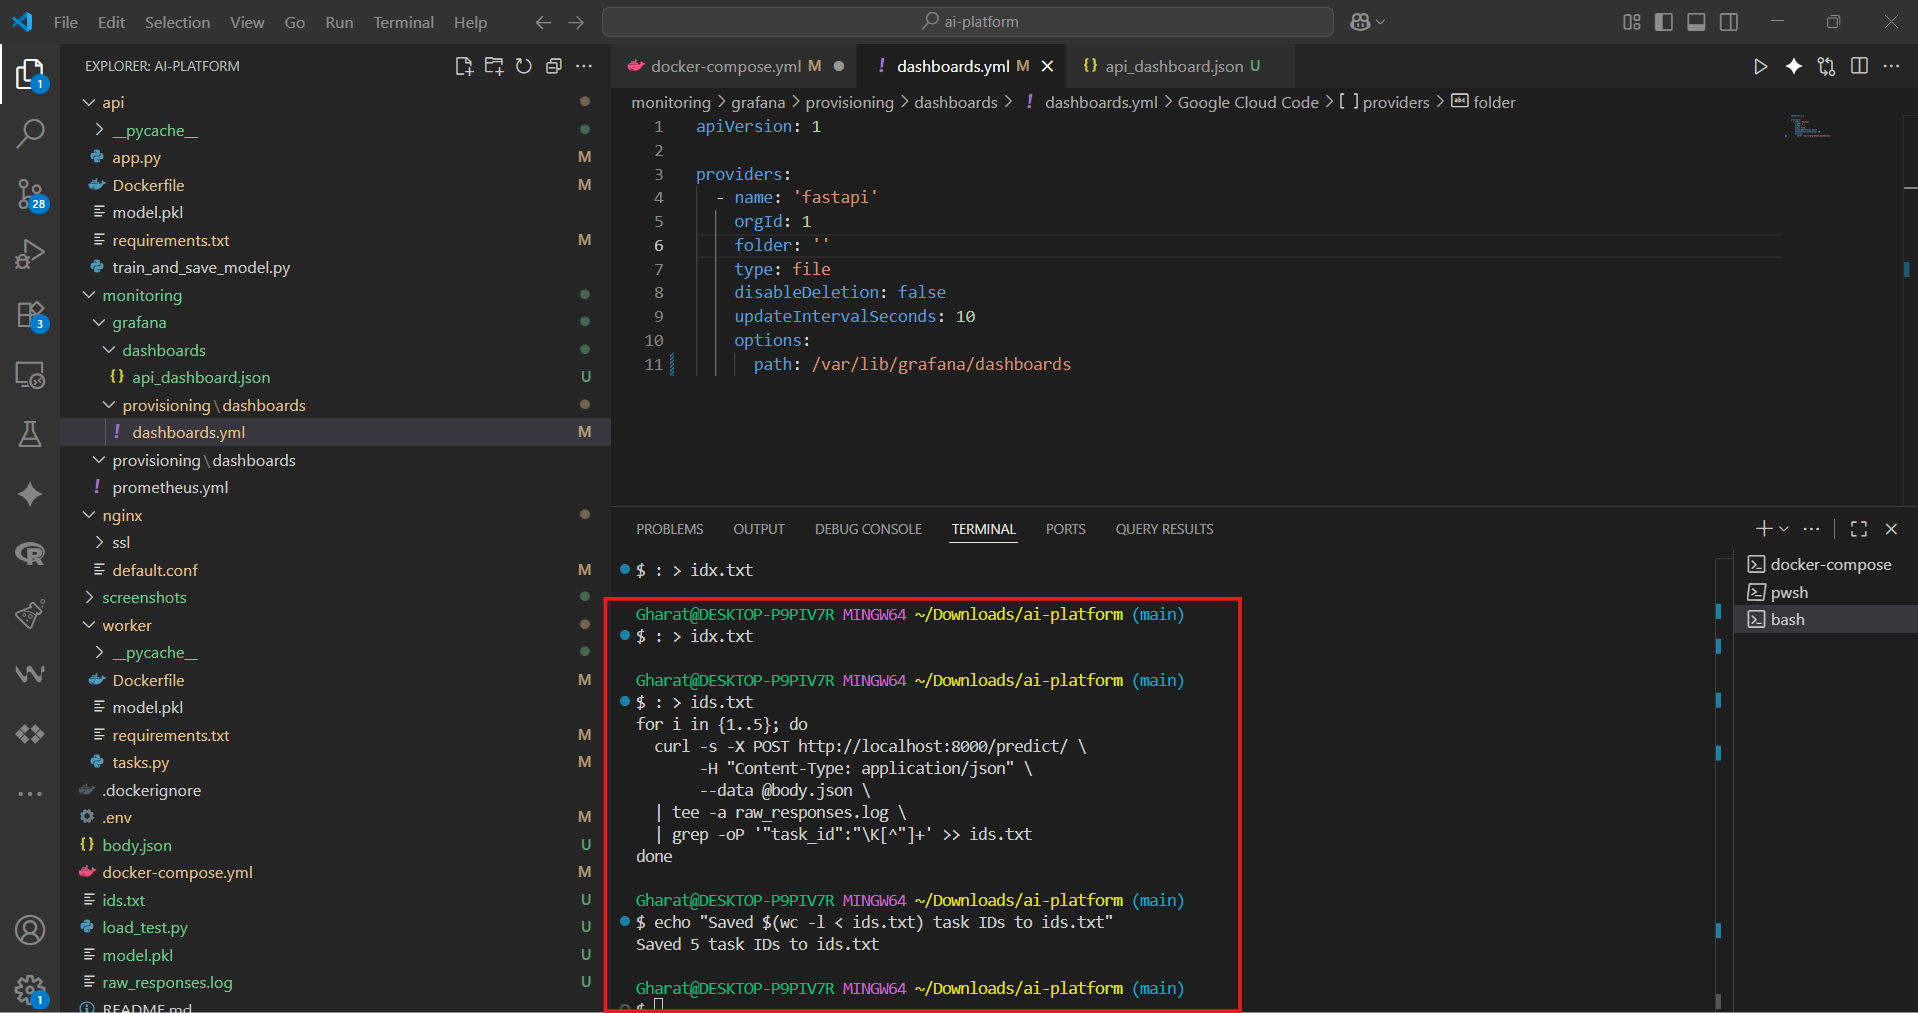 File Edit Selection View Go Run Terminal Help
ai-platform
EXPLORER: AI-PLATFORM
api
__pycache__
app.py M
Dockerfile M
model.pkl
requirements.txt M
train_and_save_model.py
monitoring
grafana
dashboards
{} api_dashboard.json U
provisioning\dashboards
! dashboards.yml M
provisioning\dashboards
! prometheus.yml
nginx
ssl
default.conf M
screenshots
worker
__pycache__
Dockerfile M
model.pkl
requirements.txt M
tasks.py M
.dockerignore
.env M
{} body.json U
docker-compose.yml M
ids.txt U
load_test.py U
model.pkl U
raw_responses.log U
README.md
1
28
3
1
docker-compose.yml M
! dashboards.yml M
{} api_dashboard.json U
monitoring > grafana > provisioning > dashboards > ! dashboards.yml > Google Cloud Code > [ ] providers > abc folder
1 apiVersion: 1
2
3 providers:
4 - name: 'fastapi'
5 orgId: 1
6 folder: ''
7 type: file
8 disableDeletion: false
9 updateIntervalSeconds: 10
10 options:
11 path: /var/lib/grafana/dashboards
PROBLEMS OUTPUT DEBUG CONSOLE TERMINAL PORTS QUERY RESULTS
$ : > idx.txt
Gharat@DESKTOP-P9PIV7R MINGW64 ~/Downloads/ai-platform (main)
$ : > idx.txt
Gharat@DESKTOP-P9PIV7R MINGW64 ~/Downloads/ai-platform (main)
$ : > ids.txt
for i in {1..5}; do
curl -s -X POST http://localhost:8000/predict/ \
-H "Content-Type: application/json" \
--data @body.json \
| tee -a raw_responses.log \
| grep -oP '"task_id":"\K[^"]+' >> ids.txt
done
Gharat@DESKTOP-P9PIV7R MINGW64 ~/Downloads/ai-platform (main)
$ echo "Saved $(wc -l < ids.txt) task IDs to ids.txt"
Saved 5 task IDs to ids.txt
Gharat@DESKTOP-P9PIV7R MINGW64 ~/Downloads/ai-platform (main)
$
docker-compose
pwsh
bash